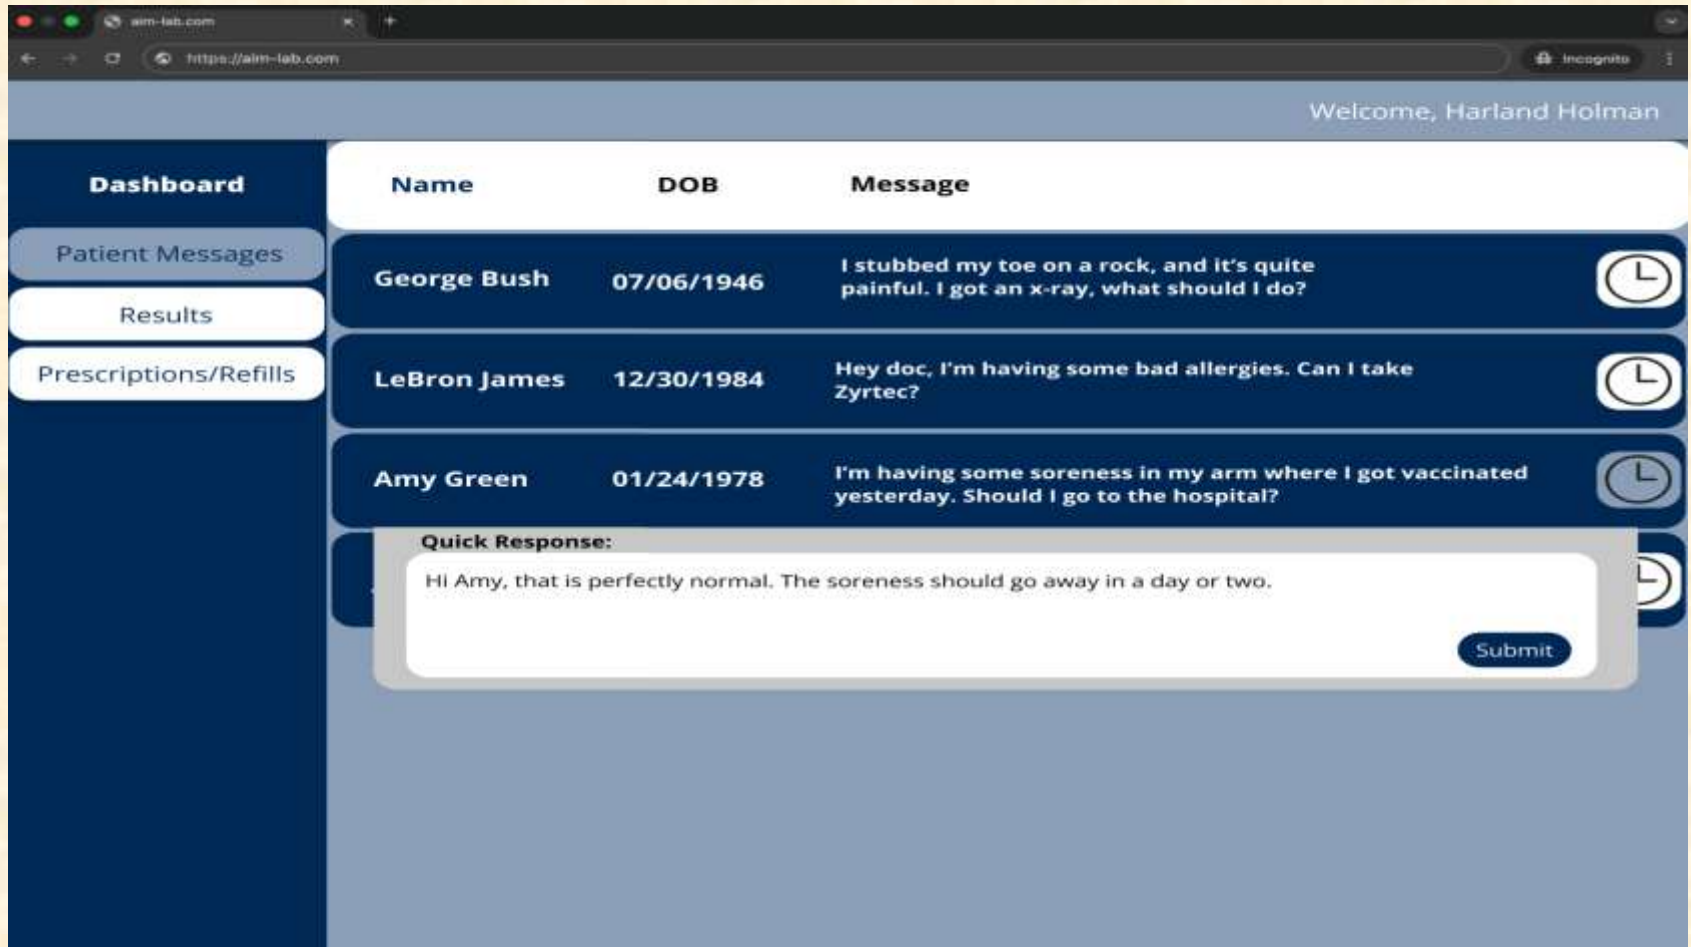 aim-lab.com
https://aim-lab.com
Incognito
Welcome, Harland Holman
Dashboard
Name DOB Message
Patient Messages
Results
Prescriptions/Refills
George Bush 07/06/1946 I stubbed my toe on a rock, and it's quite
painful. I got an x-ray, what should I do?
LeBron James 12/30/1984 Hey doc, I'm having some bad allergies. Can I take
Zyrtec?
Amy Green 01/24/1978 I'm having some soreness in my arm where I got vaccinated
yesterday. Should I go to the hospital?
Quick Response:
Hi Amy, that is perfectly normal. The soreness should go away in a day or two.
Submit